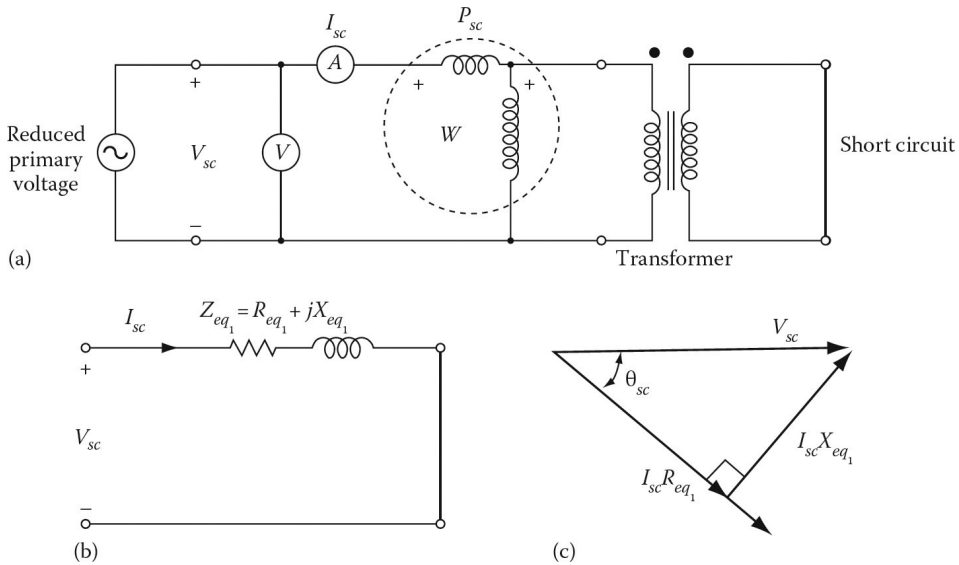 I_sc
P_sc
A
+
+
+
Reduced
primary
voltage
V_sc
V
W
Short circuit
−
(a)
Transformer
I_sc
Z_eq₁ = R_eq₁ + jX_eq₁
+
V_sc
−
(b)
V_sc
θ_sc
I_sc X_eq₁
I_sc R_eq₁
(c)